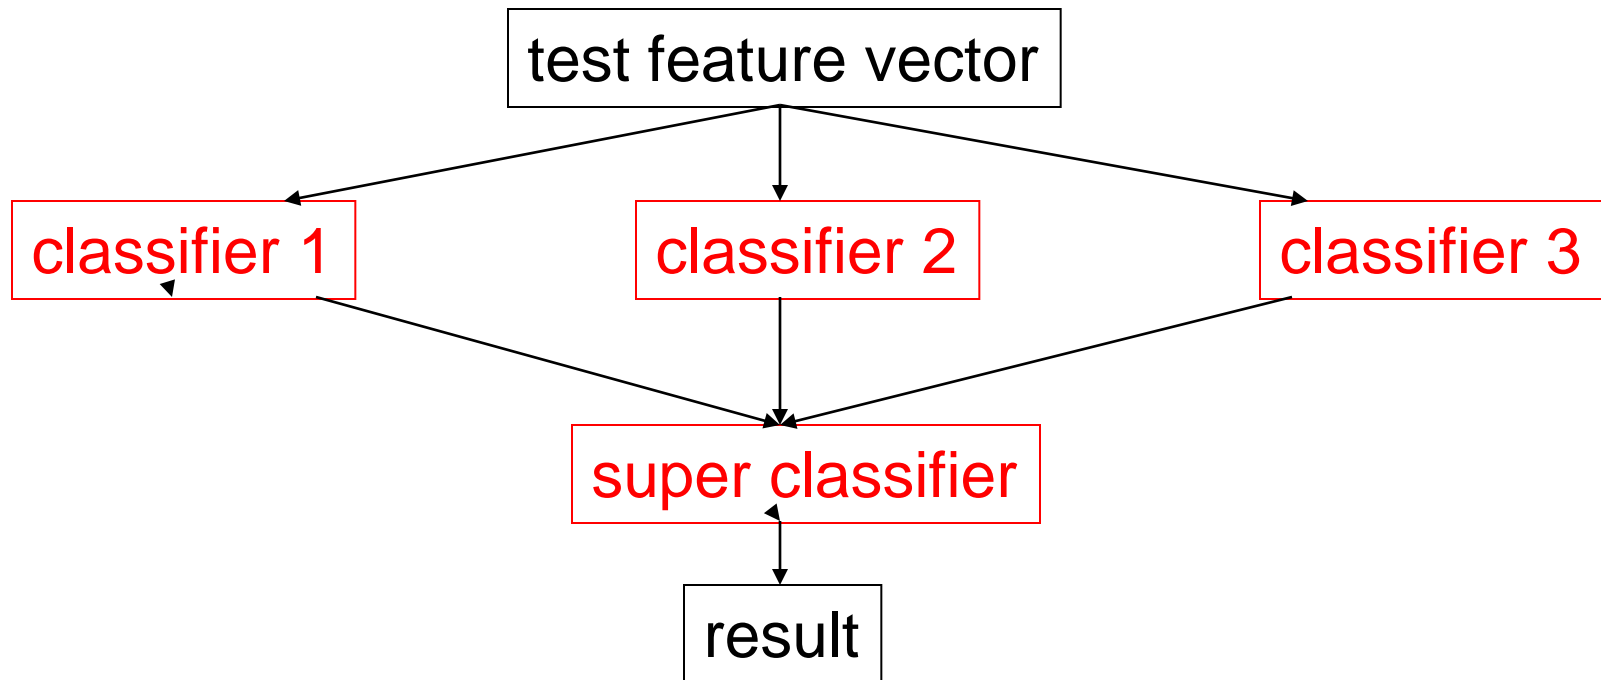 test feature vector
classifier 1
classifier 2
classifier 3
super classifier
result